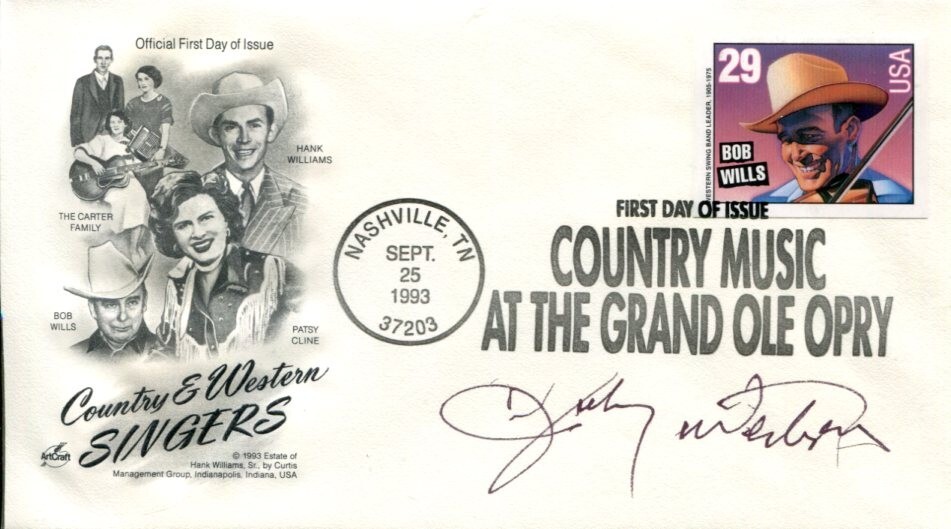 Official First Day of Issue
HANK
WILLIAMS
THE CARTER
FAMILY
BOB
WILLS
PATSY
CLINE
Country & Western
SINGERS
ArtCraft
© 1993 Estate of
Hank Williams, Sr., by Curtis
Management Group, Indianapolis, Indiana, USA
NASHVILLE, TN
SEPT.
25
1993
37203
29
USA
WESTERN SWING BAND LEADER, 1905-1975
BOB
WILLS
FIRST DAY OF ISSUE
COUNTRY MUSIC
AT THE GRAND OLE OPRY